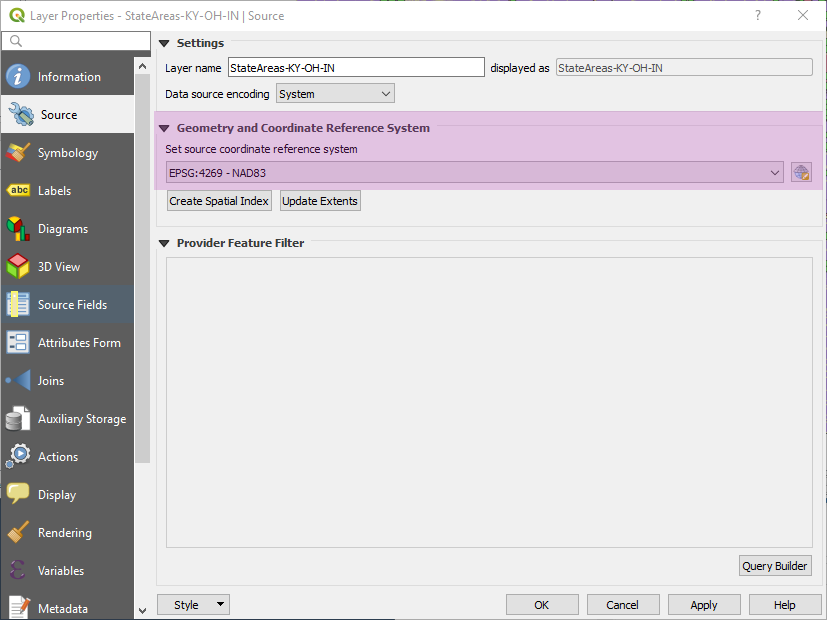 Layer Properties - StateAreas-KY-OH-IN | Source
?
Information
Source
Symbology
abc Labels
Diagrams
3D View
Source Fields
Attributes Form
Joins
Auxiliary Storage
Actions
Display
Rendering
Variables
Metadata
Settings
Layer name StateAreas-KY-OH-IN displayed as StateAreas-KY-OH-IN
Data source encoding System
Geometry and Coordinate Reference System
Set source coordinate reference system
EPSG:4269 - NAD83
Create Spatial Index Update Extents
Provider Feature Filter
Query Builder
Style OK Cancel Apply Help